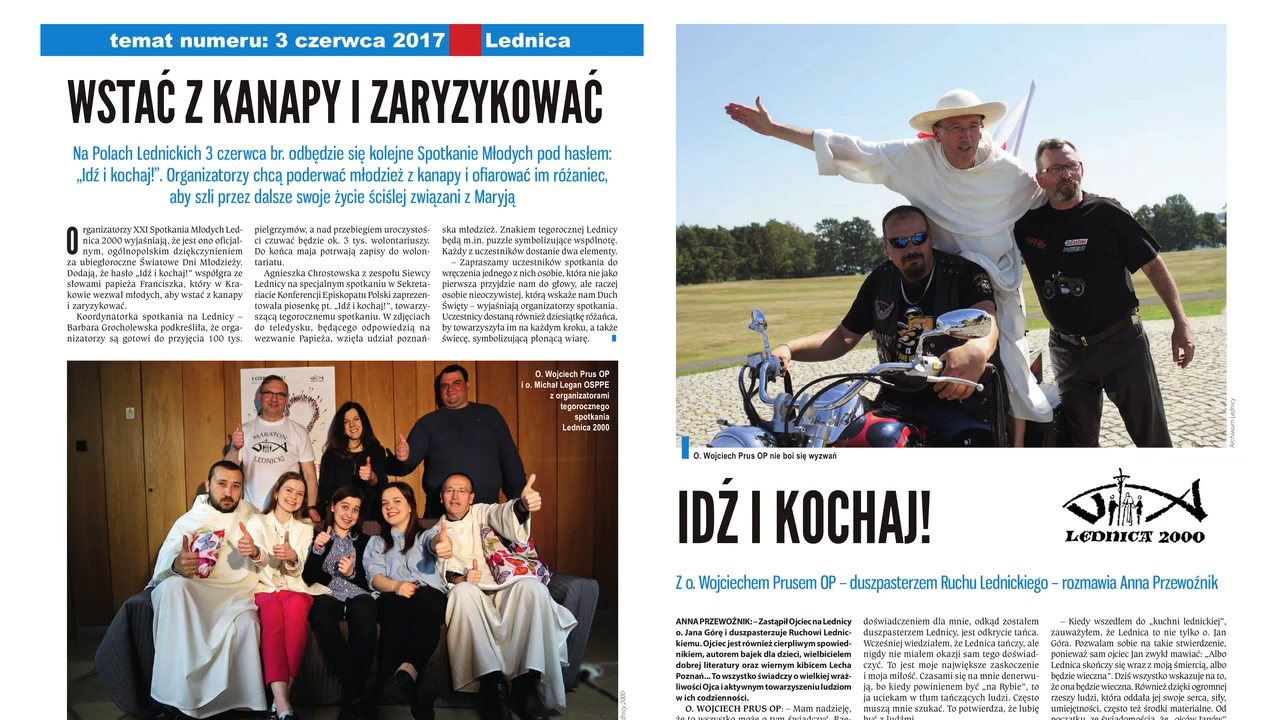 temat numeru: 3 czerwca 2017 Lednica
WSTAĆ Z KANAPY I ZARYZYKOWAĆ
Na Polach Lednickich 3 czerwca br. odbędzie się kolejne Spotkanie Młodych pod hasłem:
„Idź i kochaj!”. Organizatorzy chcą poderwać młodzież z kanapy i ofiarować im różaniec,
aby szli przez dalsze swoje życie ściślej związani z Maryją
Organizatorzy XXI Spotkania Młodych Led-
nica 2000 wyjaśniają, że jest ono oficjal-
nym, ogólnopolskim dziękczynieniem
za ubiegłoroczne Światowe Dni Młodzieży.
Dodają, że hasło „Idź i kochaj!” współgra ze
słowami papieża Franciszka, który w Kra-
kowie wezwał młodych, aby wstać z kanapy
i zaryzykować.
Koordynatorka spotkania na Lednicy –
Barbara Grocholewska podkreśliła, że orga-
nizatorzy są gotowi do przyjęcia 100 tys.
pielgrzymów, a nad przebiegiem uroczystoś-
ci czuwać będzie ok. 3 tys. wolontariuszy.
Do końca maja potrwają zapisy do wolon-
tariatu.
Agnieszka Chrostowska z zespołu Siewcy
Lednicy na specjalnym spotkaniu w Sekreta-
riacie Konferencji Episkopatu Polski zaprezen-
towała piosenkę pt. „Idź i kochaj!”, towarzy-
szącą tegorocznemu spotkaniu. W zdjęciach
do teledysku, będącego odpowiedzią na
wezwanie Papieża, wzięła udział poznań-
ska młodzież. Znakiem tegorocznej Lednicy
będą m.in. puzzle symbolizujące wspólnotę.
Każdy z uczestników dostanie dwa elementy.
– Zapraszamy uczestników spotkania do
wręczenia jednego z nich osobie, która nie jako
pierwsza przyjdzie nam do głowy, ale raczej
osobie nieoczywistej, którą wskaże nam Duch
Święty – wyjaśniają organizatorzy spotkania.
Uczestnicy dostaną również dziesiątkę różańca,
by towarzyszyła im na każdym kroku, a także
świecę, symbolizującą płonącą wiarę.
O. Wojciech Prus OP
i o. Michał Legan OSPPE
z organizatorami
tegorocznego
spotkania
Lednica 2000
MARATON
LEDNICKI
Archiwum Lednicy
O. Wojciech Prus OP nie boi się wyzwań
IDŹ I KOCHAJ!
LEDNICA 2000
Z o. Wojciechem Prusem OP – duszpasterzem Ruchu Lednickiego – rozmawia Anna Przewoźnik
ANNA PRZEWOŹNIK: – Zastąpił Ojciec na Lednicy
o. Jana Górę i duszpasterzuje Ruchowi Lednic-
kiemu. Ojciec jest również cierpliwym spowied-
nikiem, autorem bajek dla dzieci, wielbicielem
dobrej literatury oraz wiernym kibicem Lecha
Poznań... To wszystko świadczy o wielkiej wraż-
liwości Ojca i aktywnym towarzyszeniu ludziom
w ich codzienności.
O. WOJCIECH PRUS OP: – Mam nadzieję,
że to wszystko może o tym świadczyć. Rze-
doświadczeniem dla mnie, odkąd zostałem
duszpasterzem Lednicy, jest odkrycie tańca.
Wcześniej wiedziałem, że Lednica tańczy, ale
nigdy nie miałem okazji sam tego doświad-
czyć. To jest moje największe zaskoczenie
i moja miłość. Czasami się na mnie denerwu-
ją, bo kiedy powinienem być „na Rybie”, to
ja uciekam w tłum tańczących ludzi. Często
muszą mnie szukać. To potwierdza, że lubię
być z ludźmi.
– Kiedy wszedłem do „kuchni lednickiej”,
zauważyłem, że Lednica to nie tylko o. Jan
Góra. Pozwalam sobie na takie stwierdzenie,
ponieważ sam ojciec Jan zwykł mawiać: „Albo
Lednica skończy się wraz z moją śmiercią, albo
będzie wieczna”. Dziś wszystko wskazuje na to,
że ona będzie wieczna. Również dzięki ogromnej
rzeszy ludzi, która oddała jej swoje serca, siły,
umiejętności, często też środki materialne. Od
początku, ze świadomością, że „ojców Janów”